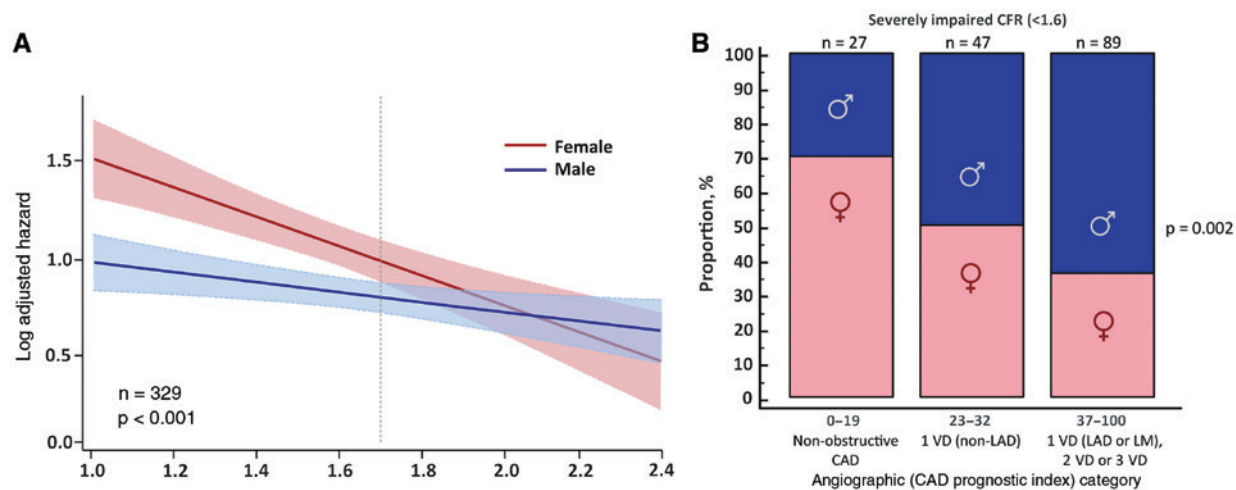 A
1.5
1.0
0.5
0.0
Log adjusted hazard
Female
Male
n = 329
p < 0.001
1.0 1.2 1.4 1.6 1.8 2.0 2.2 2.4
B
Severely impaired CFR (<1.6)
n = 27 n = 47 n = 89
100
90
80
70
60
50
40
30
20
10
0
Proportion, %
p = 0.002
0–19 23–32 37–100
Non-obstructive 1 VD (non-LAD) 1 VD (LAD or LM),
CAD 2 VD or 3 VD
Angiographic (CAD prognostic index) category